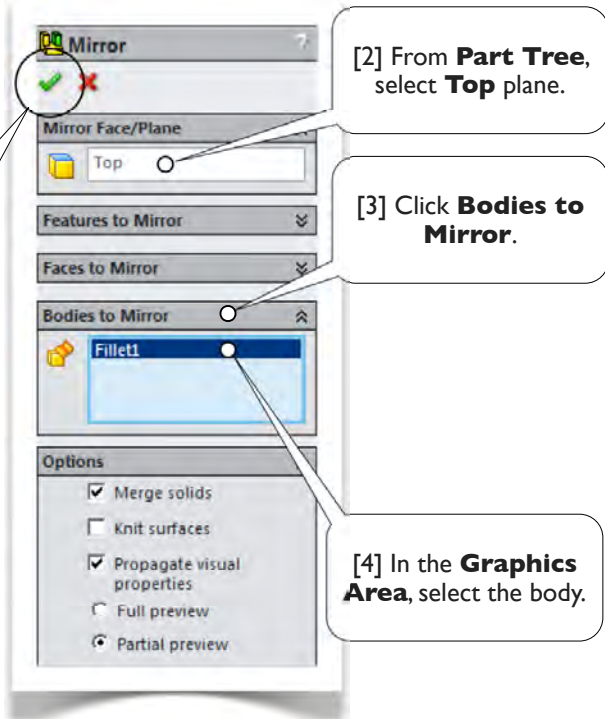 Mirror
?
Mirror Face/Plane
Top
Features to Mirror
Faces to Mirror
Bodies to Mirror
Fillet1
Options
Merge solids
Knit surfaces
Propagate visual
properties
Full preview
Partial preview
[2] From Part Tree,
select Top plane.
[3] Click Bodies to
Mirror.
[4] In the Graphics
Area, select the body.